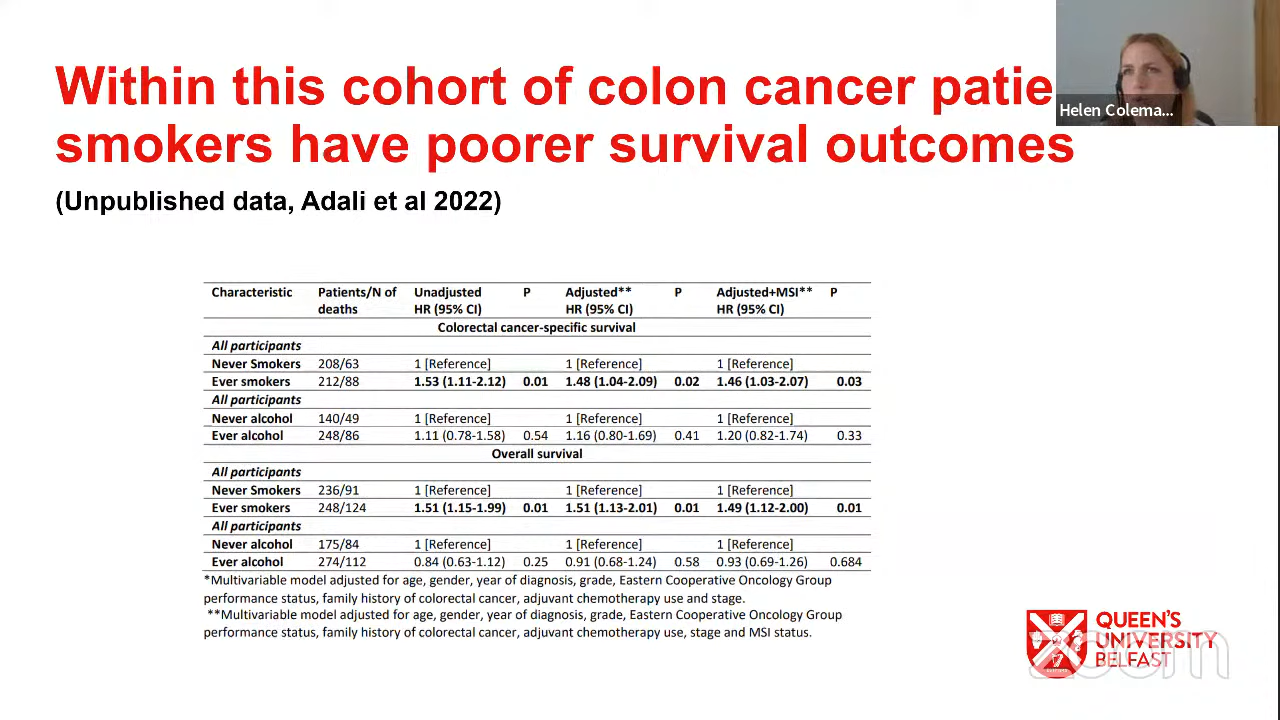 Within this cohort of colon cancer patie
smokers have poorer survival outcomes
(Unpublished data, Adali et al 2022)
Helen Colema...
Characteristic Patients/N of deaths Unadjusted HR (95% CI) P Adjusted** HR (95% CI) P Adjusted+MSI** HR (95% CI) P
Colorectal cancer-specific survival
All participants
Never Smokers 208/63 1 [Reference] 1 [Reference] 1 [Reference]
Ever smokers 212/88 1.53 (1.11-2.12) 0.01 1.48 (1.04-2.09) 0.02 1.46 (1.03-2.07) 0.03
All participants
Never alcohol 140/49 1 [Reference] 1 [Reference] 1 [Reference]
Ever alcohol 248/86 1.11 (0.78-1.58) 0.54 1.16 (0.80-1.69) 0.41 1.20 (0.82-1.74) 0.33
Overall survival
All participants
Never Smokers 236/91 1 [Reference] 1 [Reference] 1 [Reference]
Ever smokers 248/124 1.51 (1.15-1.99) 0.01 1.51 (1.13-2.01) 0.01 1.49 (1.12-2.00) 0.01
All participants
Never alcohol 175/84 1 [Reference] 1 [Reference] 1 [Reference]
Ever alcohol 274/112 0.84 (0.63-1.12) 0.25 0.91 (0.68-1.24) 0.58 0.93 (0.69-1.26) 0.684
*Multivariable model adjusted for age, gender, year of diagnosis, grade, Eastern Cooperative Oncology Group
performance status, family history of colorectal cancer, adjuvant chemotherapy use and stage.
**Multivariable model adjusted for age, gender, year of diagnosis, grade, Eastern Cooperative Oncology Group
performance status, family history of colorectal cancer, adjuvant chemotherapy use, stage and MSI status.
QUEEN'S
UNIVERSITY
BELFAST
zoom